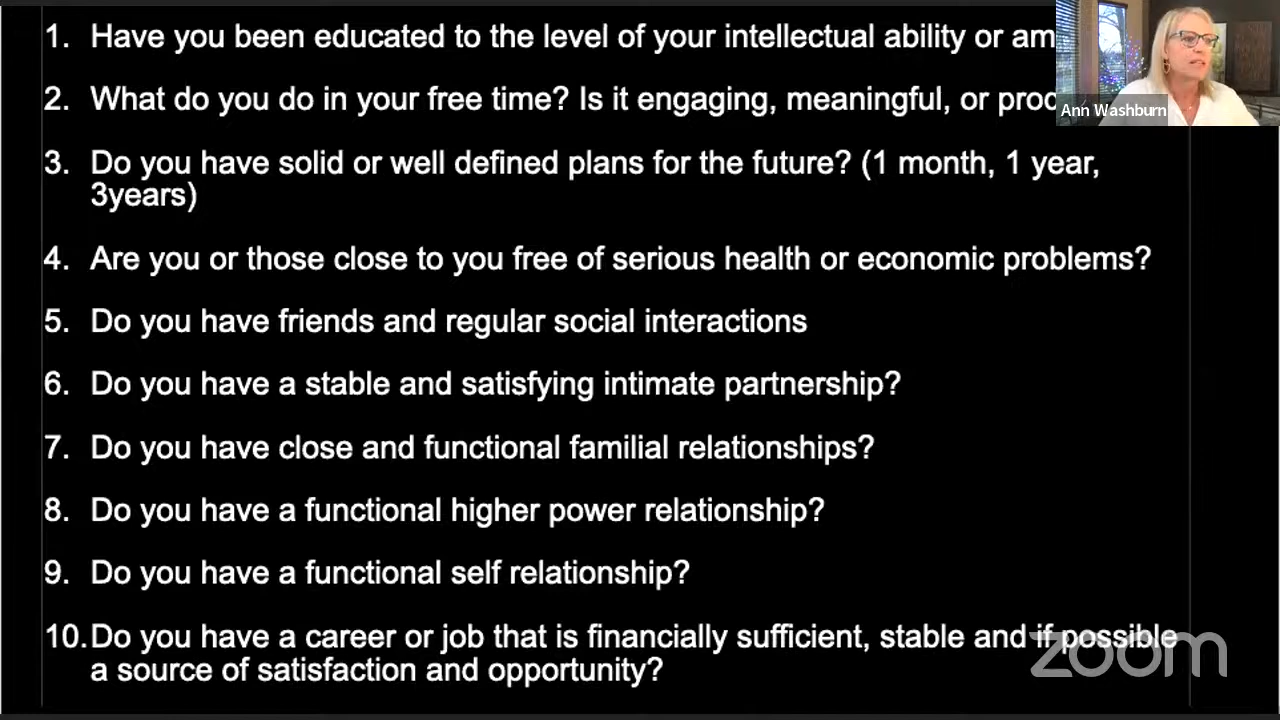 1. Have you been educated to the level of your intellectual ability or am
2. What do you do in your free time? Is it engaging, meaningful, or
3. Do you have solid or well defined plans for the future? (1 month, 1 year,
3years)
4. Are you or those close to you free of serious health or economic problems?
5. Do you have friends and regular social interactions
6. Do you have a stable and satisfying intimate partnership?
7. Do you have close and functional familial relationships?
8. Do you have a functional higher power relationship?
9. Do you have a functional self relationship?
10. Do you have a career or job that is financially sufficient, stable and if possible
a source of satisfaction and opportunity?
Ann Washburn
zoom